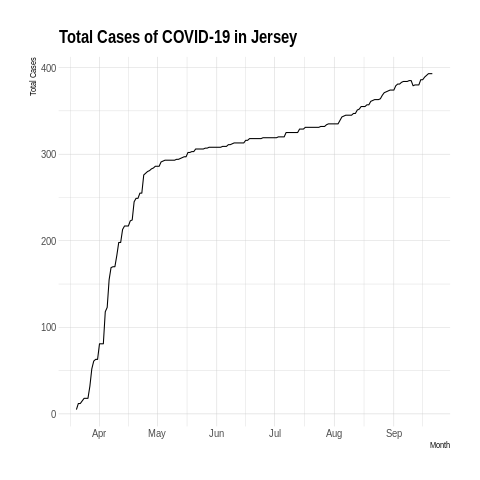 Total Cases of COVID-19 in Jersey
Total Cases
400
300
200
100
0
Apr May Jun Jul Aug Sep
Month